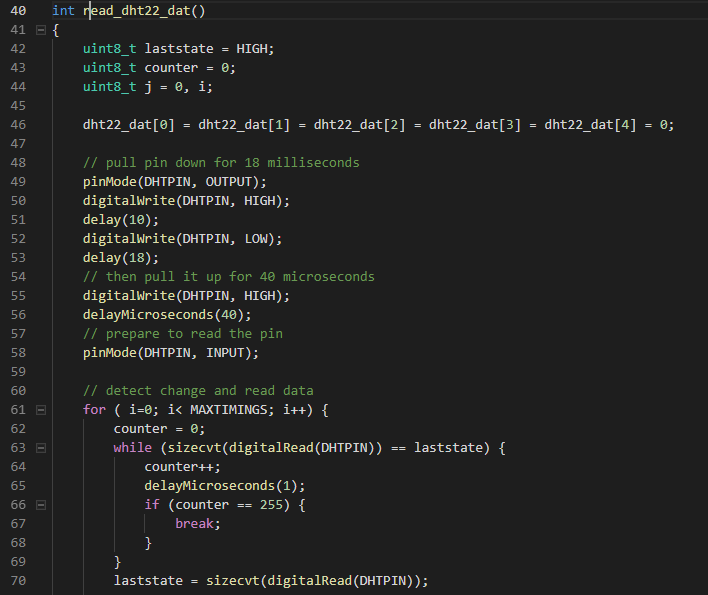 40 int read_dht22_dat()
41 {
42 uint8_t laststate = HIGH;
43 uint8_t counter = 0;
44 uint8_t j = 0, i;
45
46 dht22_dat[0] = dht22_dat[1] = dht22_dat[2] = dht22_dat[3] = dht22_dat[4] = 0;
47
48 // pull pin down for 18 milliseconds
49 pinMode(DHTPIN, OUTPUT);
50 digitalWrite(DHTPIN, HIGH);
51 delay(10);
52 digitalWrite(DHTPIN, LOW);
53 delay(18);
54 // then pull it up for 40 microseconds
55 digitalWrite(DHTPIN, HIGH);
56 delayMicroseconds(40);
57 // prepare to read the pin
58 pinMode(DHTPIN, INPUT);
59
60 // detect change and read data
61 for ( i=0; i< MAXTIMINGS; i++) {
62 counter = 0;
63 while (sizecvt(digitalRead(DHTPIN)) == laststate) {
64 counter++;
65 delayMicroseconds(1);
66 if (counter == 255) {
67 break;
68 }
69 }
70 laststate = sizecvt(digitalRead(DHTPIN));